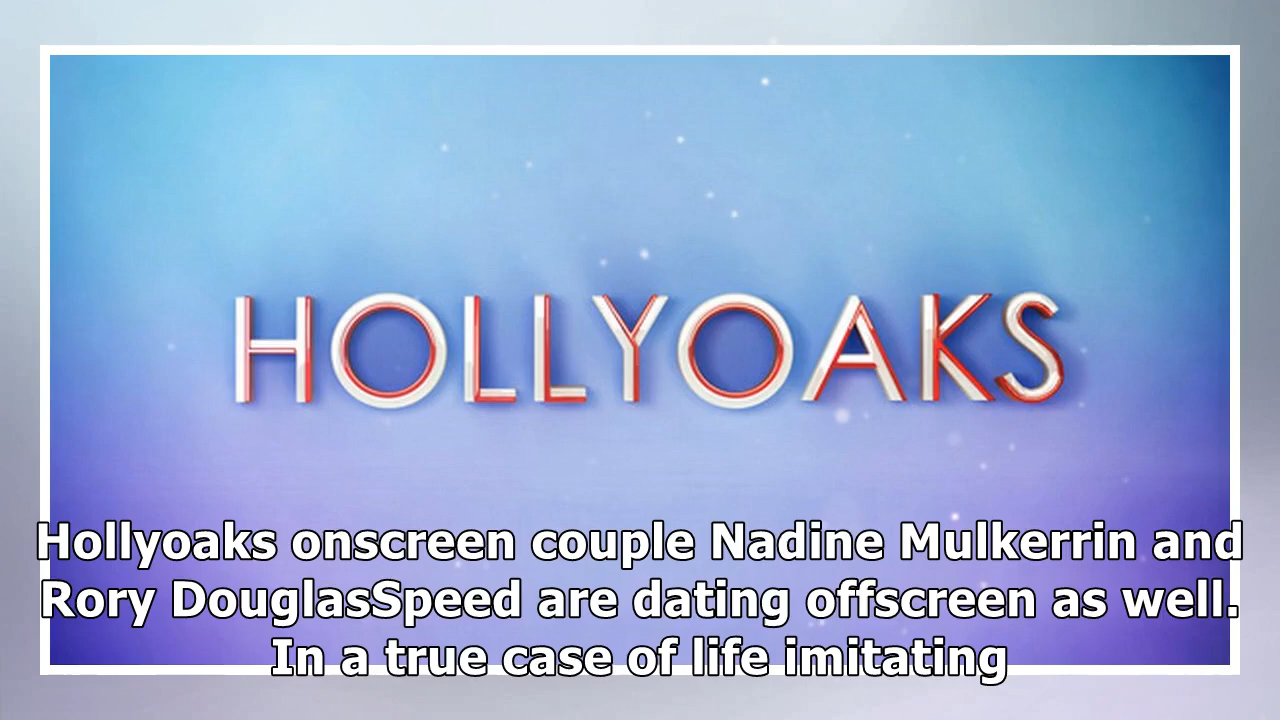 HOLLYOAKS
Hollyoaks onscreen couple Nadine Mulkerrin and
Rory DouglasSpeed are dating offscreen as well.
In a true case of life imitating